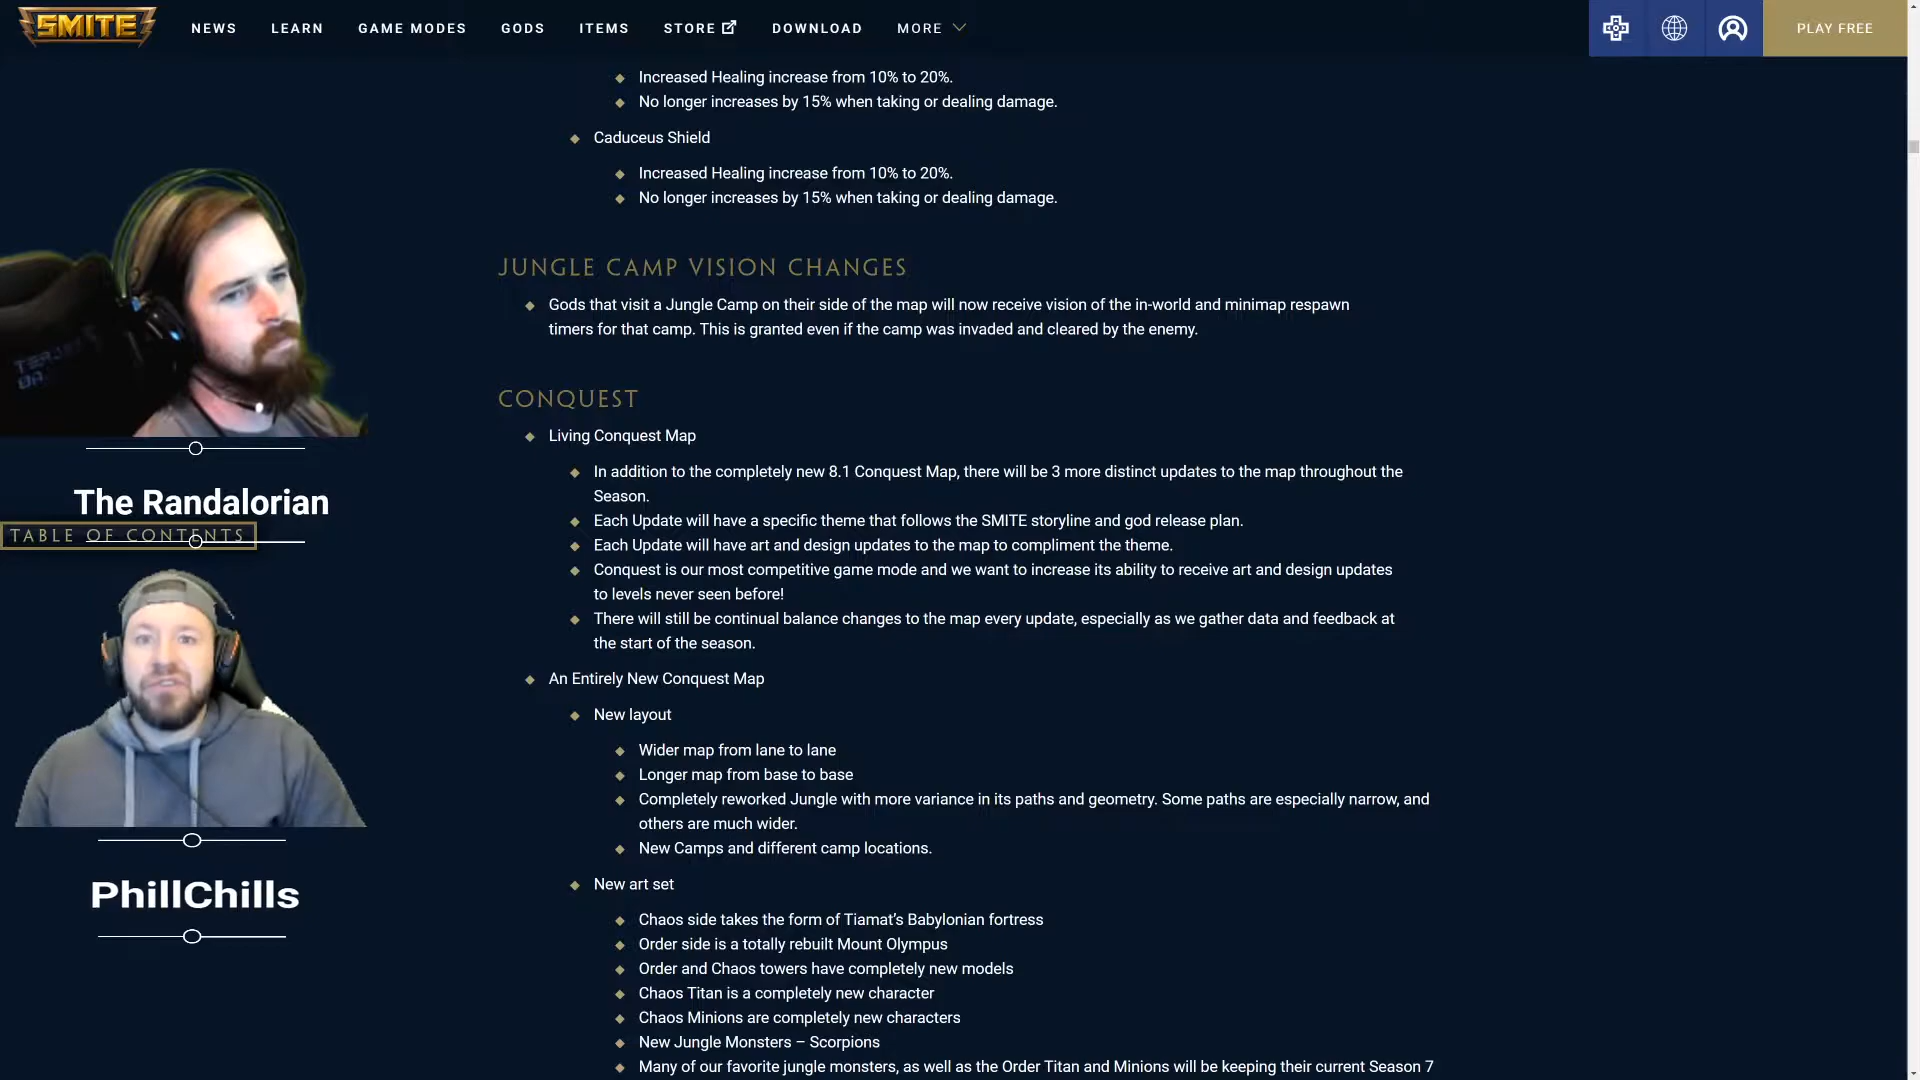 SMITE
NEWS
LEARN
GAME MODES
GODS
ITEMS
STORE
DOWNLOAD
MORE
PLAY FREE
Increased Healing increase from 10% to 20%.
No longer increases by 15% when taking or dealing damage.
Caduceus Shield
Increased Healing increase from 10% to 20%.
No longer increases by 15% when taking or dealing damage.
JUNGLE CAMP VISION CHANGES
Gods that visit a Jungle Camp on their side of the map will now receive vision of the in-world and minimap respawn
timers for that camp. This is granted even if the camp was invaded and cleared by the enemy.
CONQUEST
Living Conquest Map
In addition to the completely new 8.1 Conquest Map, there will be 3 more distinct updates to the map throughout the
Season.
Each Update will have a specific theme that follows the SMITE storyline and god release plan.
Each Update will have art and design updates to the map to compliment the theme.
Conquest is our most competitive game mode and we want to increase its ability to receive art and design updates
to levels never seen before!
There will still be continual balance changes to the map every update, especially as we gather data and feedback at
the start of the season.
An Entirely New Conquest Map
New layout
Wider map from lane to lane
Longer map from base to base
Completely reworked Jungle with more variance in its paths and geometry. Some paths are especially narrow, and
others are much wider.
New Camps and different camp locations.
New art set
Chaos side takes the form of Tiamat’s Babylonian fortress
Order side is a totally rebuilt Mount Olympus
Order and Chaos towers have completely new models
Chaos Titan is a completely new character
Chaos Minions are completely new characters
New Jungle Monsters – Scorpions
Many of our favorite jungle monsters, as well as the Order Titan and Minions will be keeping their current Season 7
The Randalorian
TABLE OF CONTENTS
PhillChills